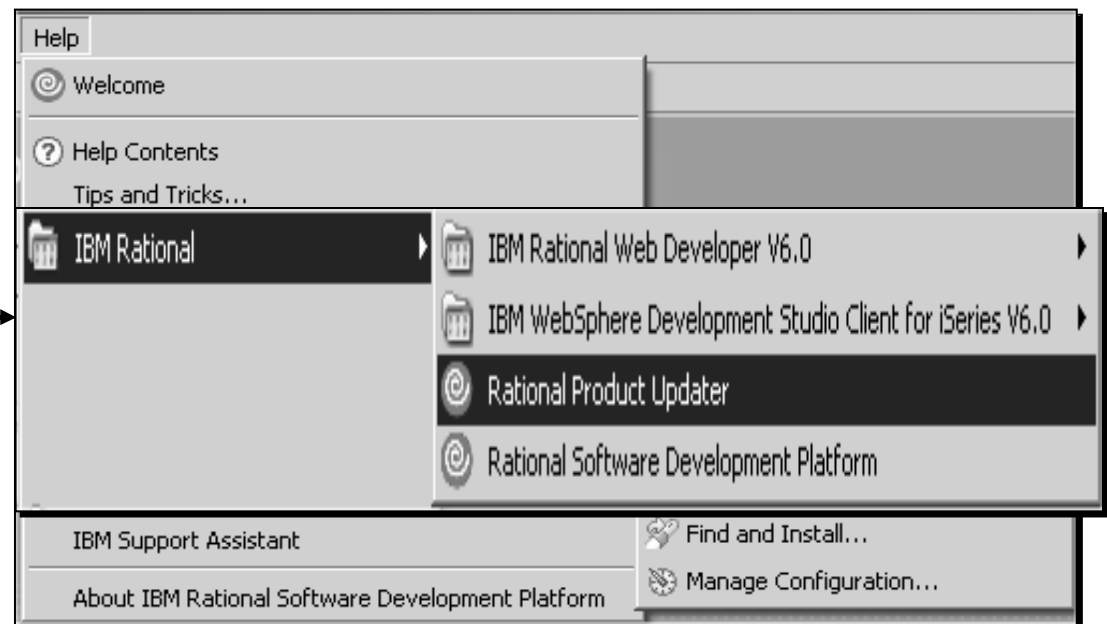 Help
Welcome
Help Contents
Tips and Tricks...
IBM Rational
IBM Rational Web Developer V6.0
IBM WebSphere Development Studio Client for iSeries V6.0
Rational Product Updater
Rational Software Development Platform
IBM Support Assistant
Find and Install...
Manage Configuration...
About IBM Rational Software Development Platform